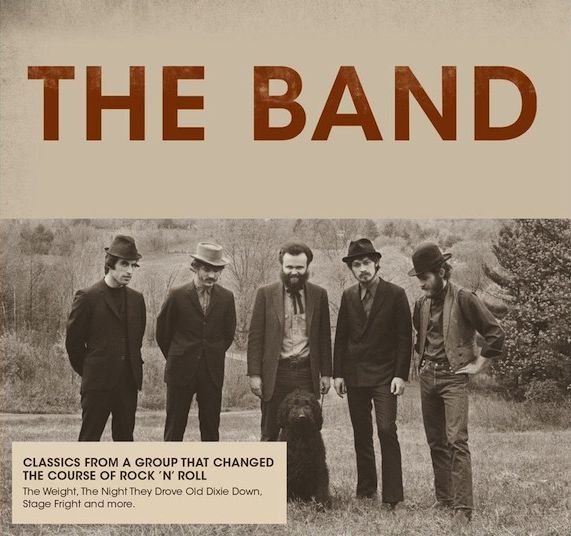 THE BAND
CLASSICS FROM A GROUP THAT CHANGED
THE COURSE OF ROCK ’N’ ROLL
The Weight, The Night They Drove Old Dixie Down,
Stage Fright and more.